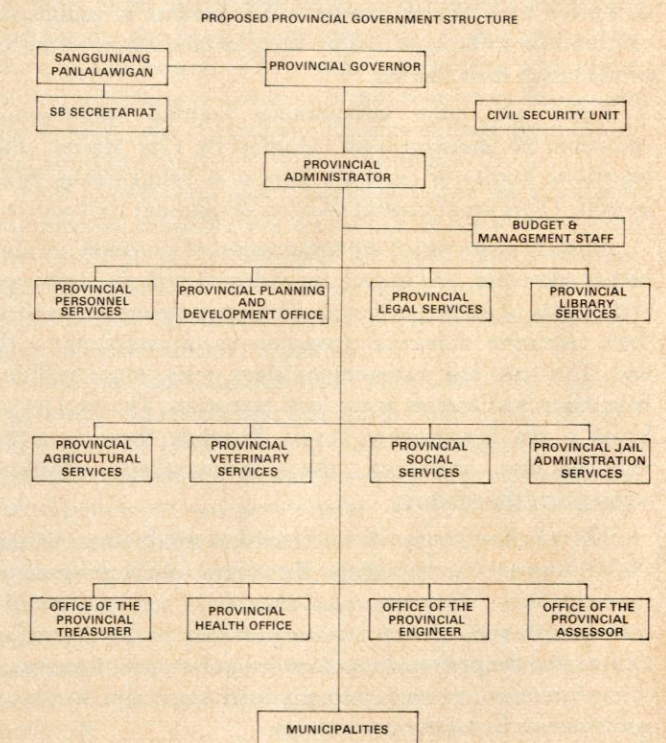 PROPOSED PROVINCIAL GOVERNMENT STRUCTURE
SANGGUNIANG
PANLALAWIGAN
PROVINCIAL GOVERNOR
SB SECRETARIAT
CIVIL SECURITY UNIT
PROVINCIAL
ADMINISTRATOR
BUDGET &
MANAGEMENT STAFF
PROVINCIAL
PERSONNEL
SERVICES
PROVINCIAL PLANNING
AND
DEVELOPMENT OFFICE
PROVINCIAL
LEGAL SERVICES
PROVINCIAL
LIBRARY
SERVICES
PROVINCIAL
AGRICULTURAL
SERVICES
PROVINCIAL
VETERINARY
SERVICES
PROVINCIAL
SOCIAL
SERVICES
PROVINCIAL JAIL
ADMINISTRATION
SERVICES
OFFICE OF THE
PROVINCIAL
TREASURER
PROVINCIAL
HEALTH OFFICE
OFFICE OF THE
PROVINCIAL
ENGINEER
OFFICE OF THE
PROVINCIAL
ASSESSOR
MUNICIPALITIES